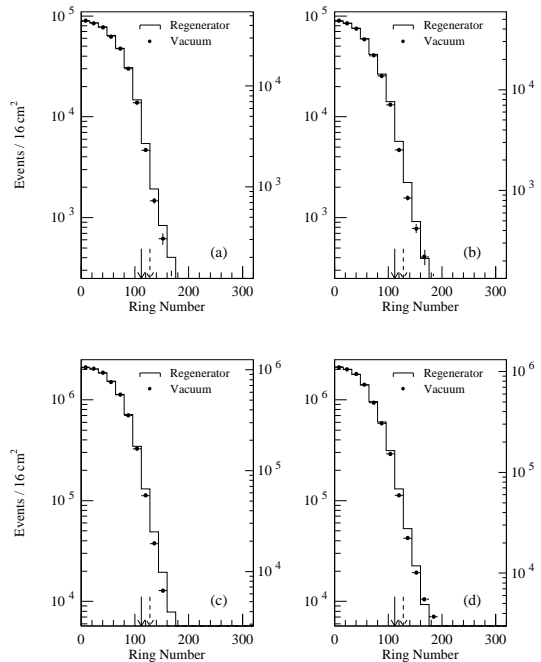 10^5
10^4
10^3
Events / 16 cm^2
Regenerator
Vacuum
10^4
10^3
(a)
0 100 200 300
Ring Number
10^5
10^4
10^3
Regenerator
Vacuum
10^4
10^3
(b)
0 100 200 300
Ring Number
10^6
10^5
10^4
Events / 16 cm^2
Regenerator
Vacuum
10^6
10^5
10^4
(c)
0 100 200 300
Ring Number
10^6
10^5
10^4
Regenerator
Vacuum
10^6
10^5
10^4
(d)
0 100 200 300
Ring Number